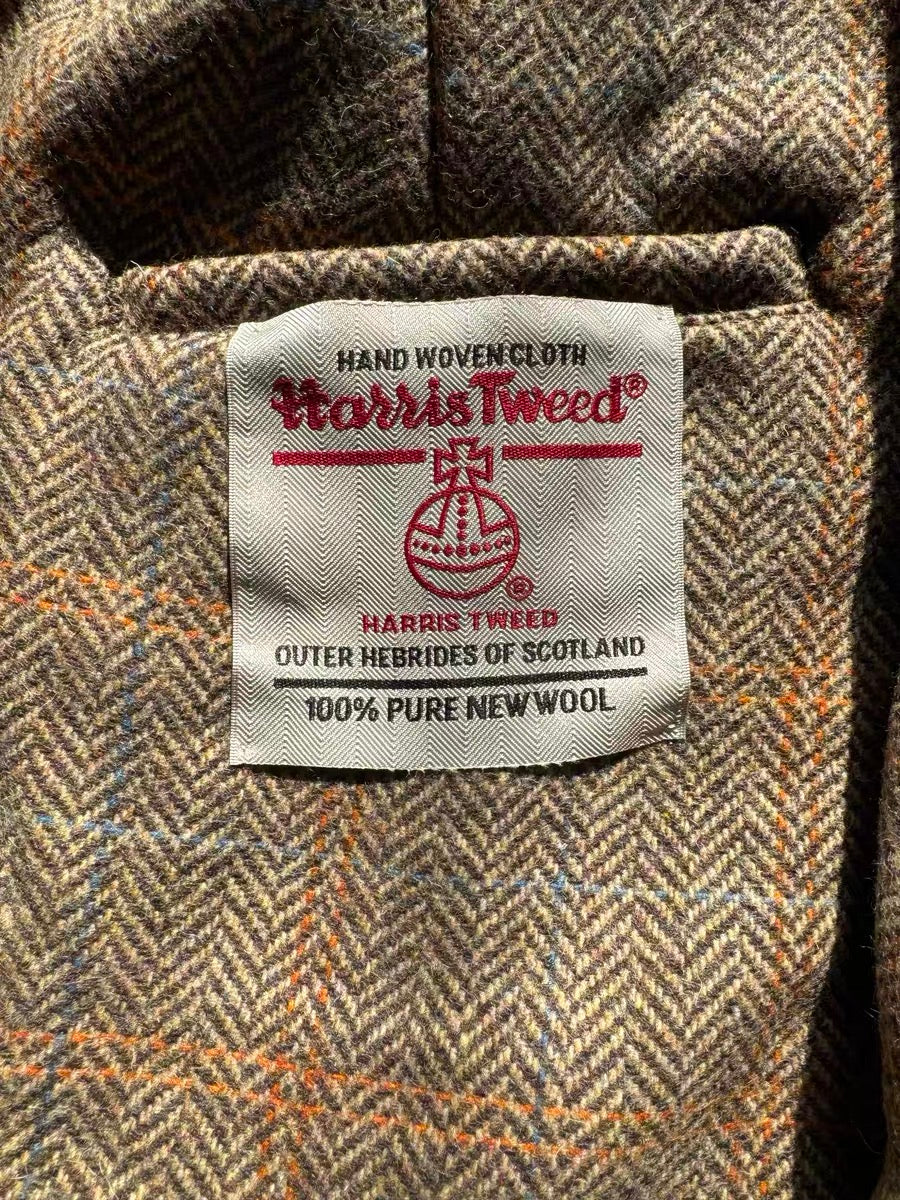 HAND WOVEN CLOTH
Harris Tweed®
®
HARRIS TWEED
OUTER HEBRIDES OF SCOTLAND
100% PURE NEW WOOL